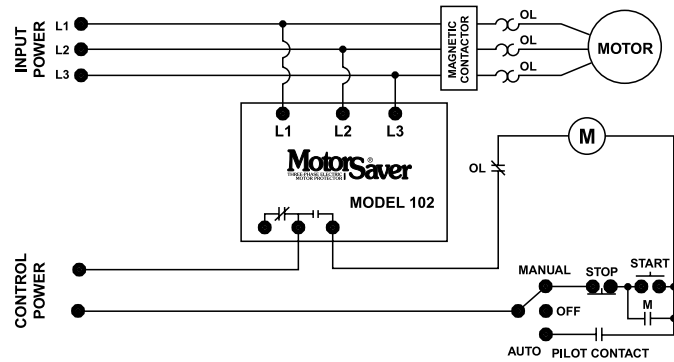 INPUT
POWER
L1
L2
L3
MAGNETIC
CONTACTOR
OL
OL
OL
MOTOR
L1
L2
L3
MotorSaver®
THREE-PHASE ELECTRIC
MOTOR PROTECTOR
MODEL 102
OL
M
CONTROL
POWER
MANUAL
STOP
START
M
OFF
AUTO
PILOT CONTACT